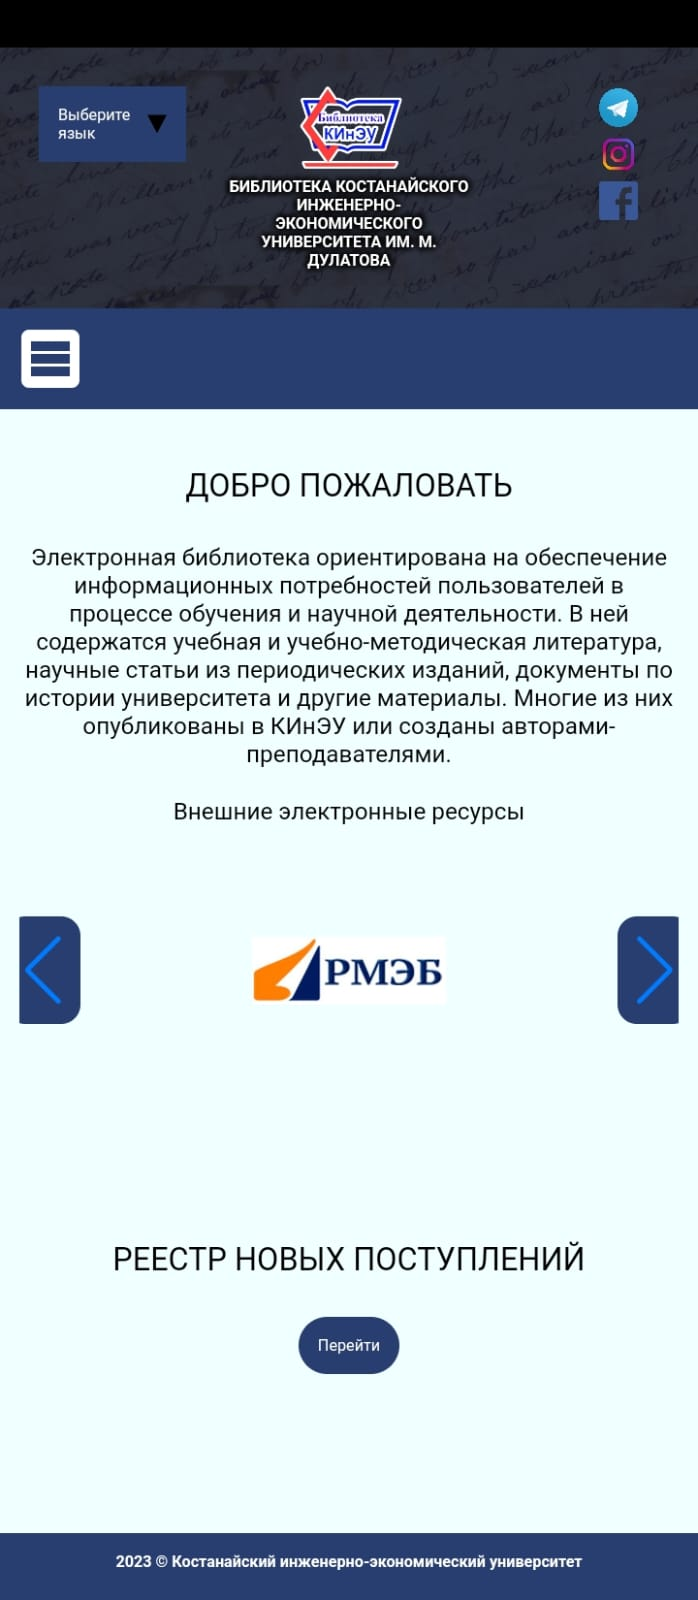 Выберите
язык
Библиотека
КИнЭУ
БИБЛИОТЕКА КОСТАНАЙСКОГО
ИНЖЕНЕРНО-
ЭКОНОМИЧЕСКОГО
УНИВЕРСИТЕТА ИМ. М.
ДУЛАТОВА
ДОБРО ПОЖАЛОВАТЬ
Электронная библиотека ориентирована на обеспечение
информационных потребностей пользователей в
процессе обучения и научной деятельности. В ней
содержатся учебная и учебно-методическая литература,
научные статьи из периодических изданий, документы по
истории университета и другие материалы. Многие из них
опубликованы в КИнЭУ или созданы авторами-
преподавателями.
Внешние электронные ресурсы
РМЭБ
РЕЕСТР НОВЫХ ПОСТУПЛЕНИЙ
Перейти
2023 © Костанайский инженерно-экономический университет